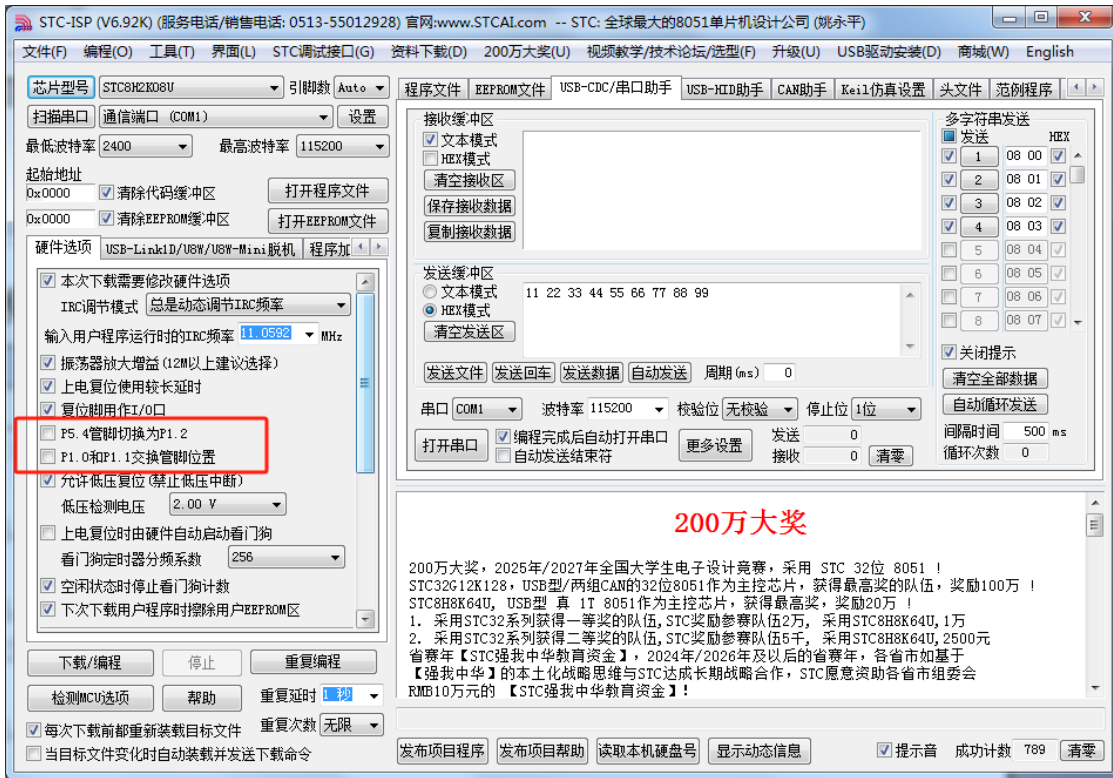 STC-ISP (V6.92K) (服务电话/销售电话: 0513-55012928) 官网:www.STCAI.com -- STC: 全球最大的8051单片机设计公司 (姚永平)
文件(F) 编程(O) 工具(T) 界面(L) STC调试接口(G) 资料下载(D) 200万大奖(U) 视频教学/技术论坛/选型(F) 升级(U) USB驱动安装(D) 商城(W) English
芯片型号 STC8H2K08U 引脚数 Auto
扫描串口 通信端口 (COM1) 设置
最低波特率 2400 最高波特率 115200
起始地址
0x0000 清除代码缓冲区 打开程序文件
0x0000 清除EEPROM缓冲区 打开EEPROM文件
硬件选项 USB-Link1D/U8W/U8W-Mini脱机 程序加
本次下载需要修改硬件选项
IRC调节模式 总是动态调节IRC频率
输入用户程序运行时的IRC频率 11.0592 MHz
振荡器放大增益(12M以上建议选择)
上电复位使用较长延时
复位脚用作I/O口
P5.4管脚切换为P1.2
P1.0和P1.1交换管脚位置
允许低压复位(禁止低压中断)
低压检测电压 2.00 V
上电复位时由硬件自动启动看门狗
看门狗定时器分频系数 256
空闲状态时停止看门狗计数
下次下载用户程序时擦除用户EEPROM区
下载/编程 停止 重复编程
检测MCU选项 帮助 重复延时 1 秒
每次下载前都重新装载目标文件 重复次数 无限
当目标文件变化时自动装载并发送下载命令
程序文件 EEPROM文件 USB-CDC/串口助手 USB-HID助手 CAN助手 Keil仿真设置 头文件 范例程序
接收缓冲区
文本模式
HEX模式
清空接收区
保存接收数据
复制接收数据
发送缓冲区
文本模式 11 22 33 44 55 66 77 88 99
HEX模式
清空发送区
发送文件 发送回车 发送数据 自动发送 周期(ms) 0
串口 COM1 波特率 115200 校验位 无校验 停止位 1位
打开串口 编程完成后自动打开串口 更多设置 发送 0
自动发送结束符 接收 0 清零
多字符串发送
发送 HEX
1 08 00
2 08 01
3 08 02
4 08 03
5 08 04
6 08 05
7 08 06
8 08 07
关闭提示
清空全部数据
自动循环发送
间隔时间 500 ms
循环次数 0
200万大奖
200万大奖，2025年/2027年全国大学生电子设计竞赛，采用 STC 32位 8051 !
STC32G12K128，USB型/两组CAN的32位8051作为主控芯片，获得最高奖的队伍，奖励100万 !
STC8H8K64U, USB型 真 1T 8051作为主控芯片，获得最高奖，奖励20万 !
1. 采用STC32系列获得一等奖的队伍,STC奖励参赛队伍2万, 采用STC8H8K64U,1万
2. 采用STC32系列获得二等奖的队伍,STC奖励参赛队伍5千, 采用STC8H8K64U,2500元
省赛年【STC强我中华教育资金】, 2024年/2026年及以后的省赛年，各省市如基于
【强我中华】的本土化战略思维与STC达成长期战略合作，STC愿意资助各省市组委会
RMB10万元的 【STC强我中华教育资金】!
发布项目程序 发布项目帮助 读取本机硬盘号 显示动态信息 提示音 成功计数 789 清零